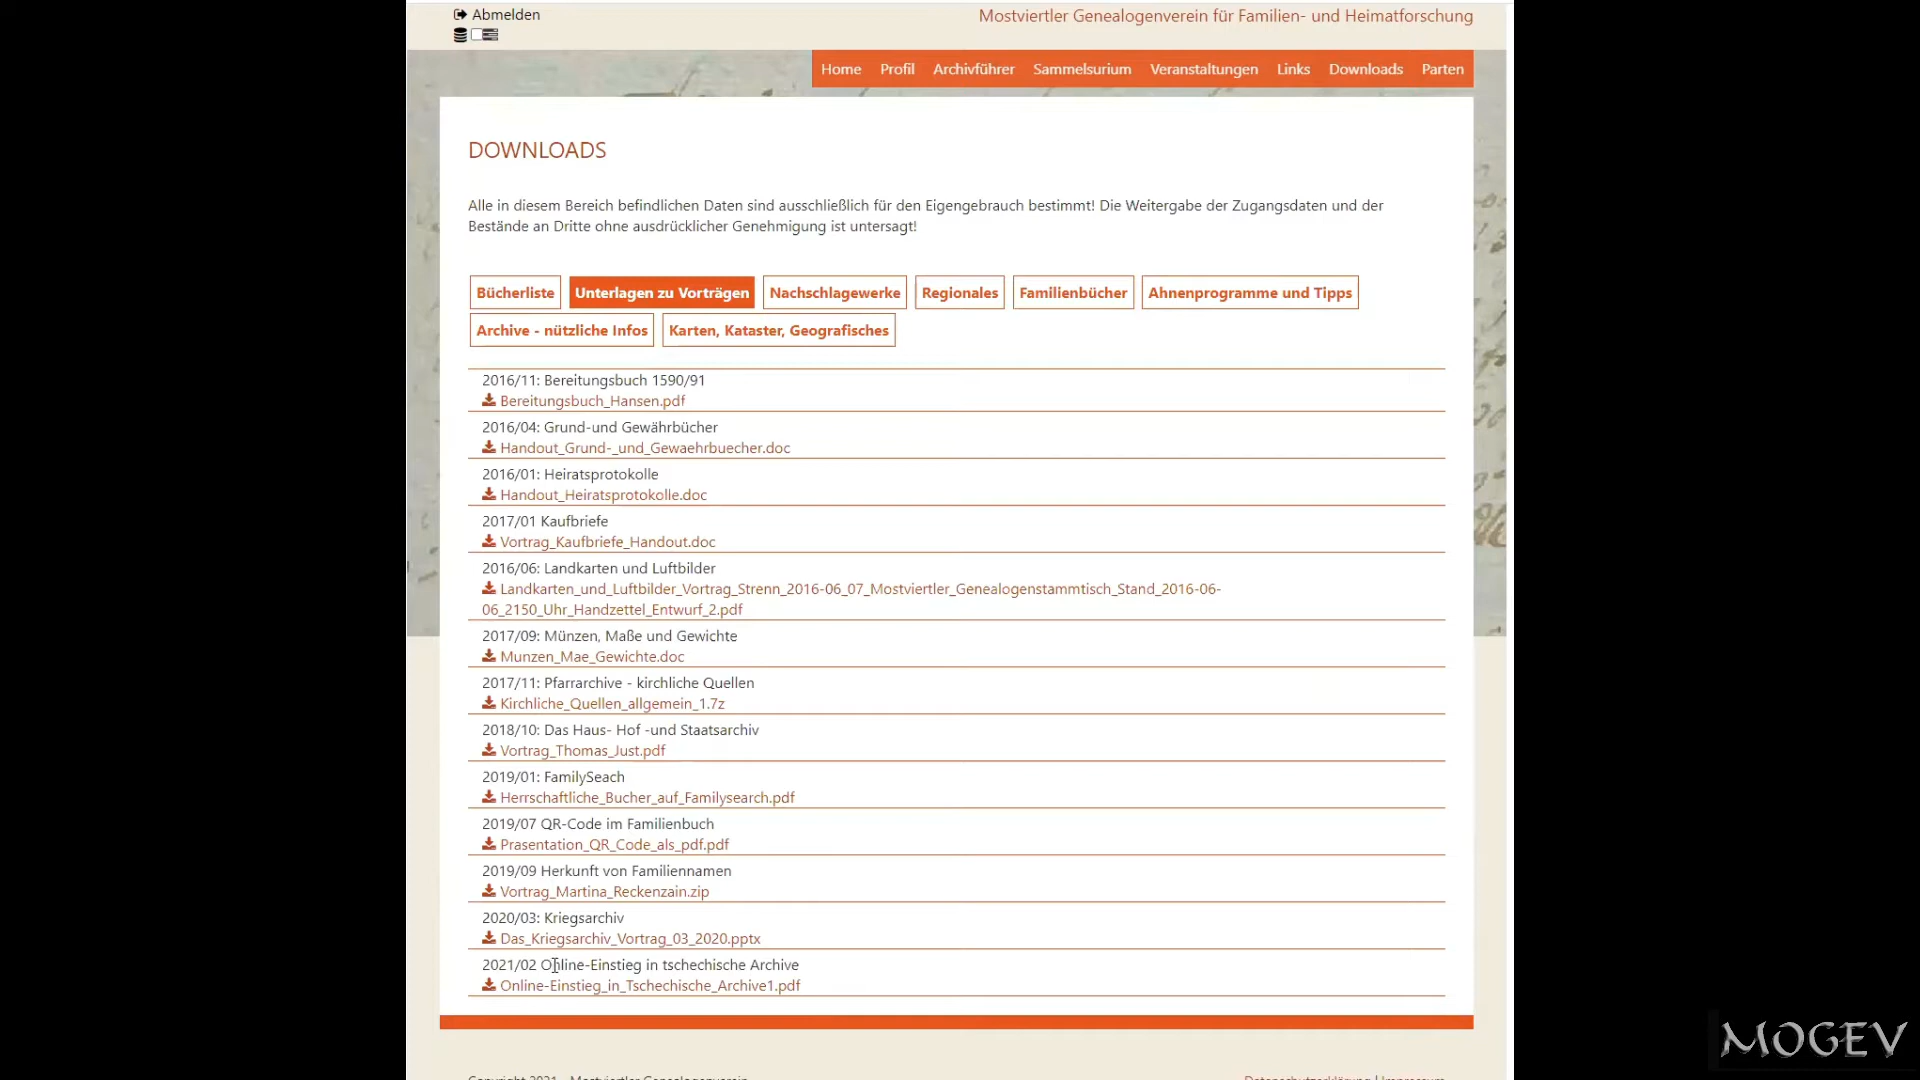 Abmelden
Mostviertler Genealogenverein für Familien- und Heimatforschung
Home Profil Archivführer Sammelsurium Veranstaltungen Links Downloads Parten
DOWNLOADS
Alle in diesem Bereich befindlichen Daten sind ausschließlich für den Eigengebrauch bestimmt! Die Weitergabe der Zugangsdaten und der
Bestände an Dritte ohne ausdrücklicher Genehmigung ist untersagt!
Bücherliste Unterlagen zu Vorträgen Nachschlagewerke Regionales Familienbücher Ahnenprogramme und Tipps
Archive - nützliche Infos Karten, Kataster, Geografisches
2016/11: Bereitungsbuch 1590/91
Bereitungsbuch_Hansen.pdf
2016/04: Grund-und Gewährbücher
Handout_Grund-_und_Gewaehrbuecher.doc
2016/01: Heiratsprotokolle
Handout_Heiratsprotokolle.doc
2017/01 Kaufbriefe
Vortrag_Kaufbriefe_Handout.doc
2016/06: Landkarten und Luftbilder
Landkarten_und_Luftbilder_Vortrag_Strenn_2016-06_07_Mostviertler_Genealogenstammtisch_Stand_2016-06-
06_2150_Uhr_Handzettel_Entwurf_2.pdf
2017/09: Münzen, Maße und Gewichte
Munzen_Mae_Gewichte.doc
2017/11: Pfarrarchive - kirchliche Quellen
Kirchliche_Quellen_allgemein_1.7z
2018/10: Das Haus- Hof -und Staatsarchiv
Vortrag_Thomas_Just.pdf
2019/01: FamilySeach
Herrschaftliche_Bucher_auf_Familysearch.pdf
2019/07 QR-Code im Familienbuch
Prasentation_QR_Code_als_pdf.pdf
2019/09 Herkunft von Familiennamen
Vortrag_Martina_Reckenzain.zip
2020/03: Kriegsarchiv
Das_Kriegsarchiv_Vortrag_03_2020.pptx
2021/02 Online-Einstieg in tschechische Archive
Online-Einstieg_in_Tschechische_Archive1.pdf
Copyright 2021 - Mostviertler Genealogenverein
Datenschutzerklärung | Impressum
MOGEV